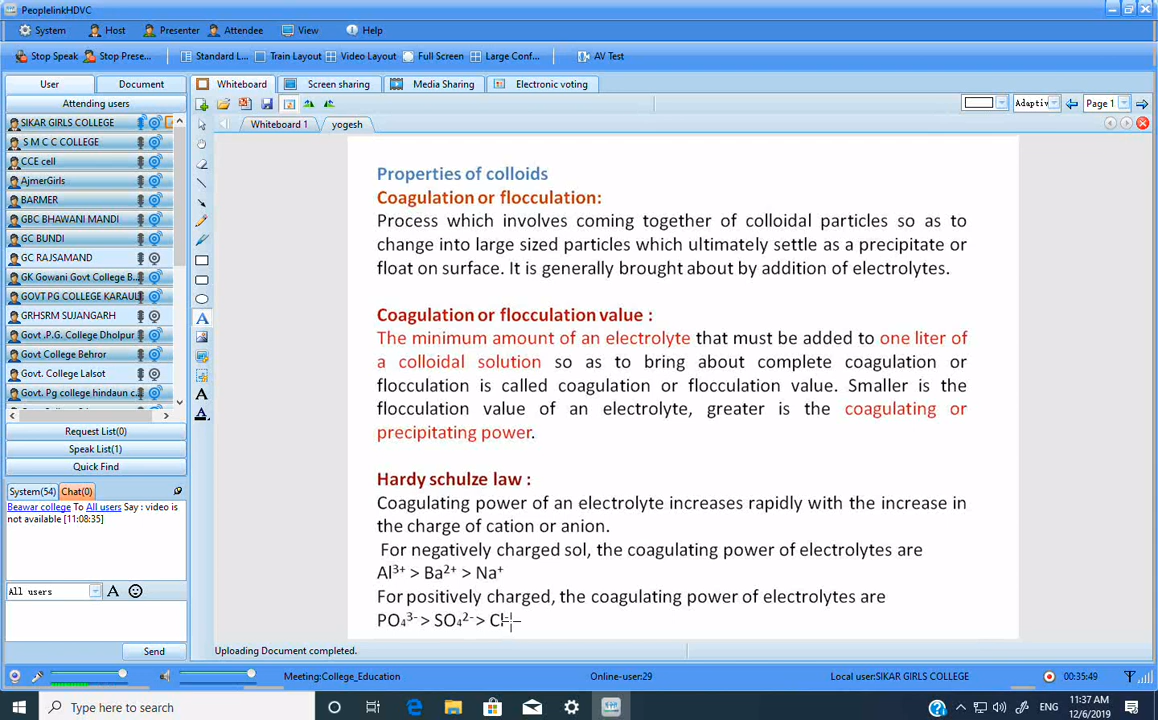 PeoplelinkHDVC
System Host Presenter Attendee View Help
Stop Speak Stop Prese... Standard L... Train Layout Video Layout Full Screen Large Conf... AV Test
User Document
Whiteboard Screen sharing Media Sharing Electronic voting
Attending users
Adaptiv Page 1
Whiteboard 1 yogesh
SIKAR GIRLS COLLEGE
S M C C COLLEGE
CCE cell
AjmerGirls
BARMER
GBC BHAWANI MANDI
GC BUNDI
GC RAJSAMAND
GK Gowani Govt College B...
GOVT PG COLLEGE KARAUL
GRHSRM SUJANGARH
Govt .P.G. College Dholpur
Govt College Behror
Govt. College Lalsot
Govt. Pg college hindaun c...
Request List(0)
Speak List(1)
Quick Find
System(54) Chat(0)
Beawar college To All users Say : video is
not available [11:08:35]
All users A
Send
Properties of colloids
Coagulation or flocculation:
Process which involves coming together of colloidal particles so as to
change into large sized particles which ultimately settle as a precipitate or
float on surface. It is generally brought about by addition of electrolytes.
Coagulation or flocculation value :
The minimum amount of an electrolyte that must be added to one liter of
a colloidal solution so as to bring about complete coagulation or
flocculation is called coagulation or flocculation value. Smaller is the
flocculation value of an electrolyte, greater is the coagulating or
precipitating power.
Hardy schulze law :
Coagulating power of an electrolyte increases rapidly with the increase in
the charge of cation or anion.
For negatively charged sol, the coagulating power of electrolytes are
Al³⁺ > Ba²⁺ > Na⁺
For positively charged, the coagulating power of electrolytes are
PO₄³⁻ > SO₄²⁻ > Cl⁻
Uploading Document completed.
Meeting:College_Education Online-user:29 Local user:SIKAR GIRLS COLLEGE 00:35:49
Type here to search
ENG
11:37 AM
12/6/2019